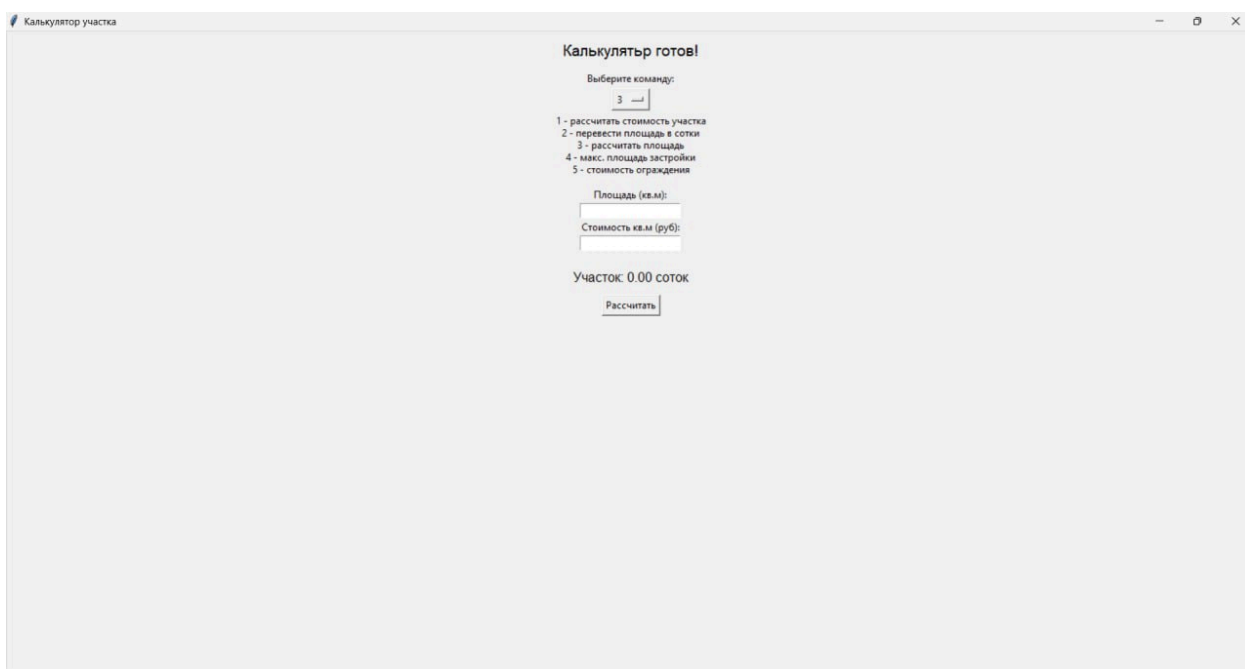 Калькулятор участка
Калькулятьр готов!
Выберите команду:
3
1 - рассчитать стоимость участка
2 - перевести площадь в сотки
3 - рассчитать площадь
4 - макс. площадь застройки
5 - стоимость ограждения
Площадь (кв.м):
Стоимость кв.м (руб):
Участок: 0.00 соток
Рассчитать